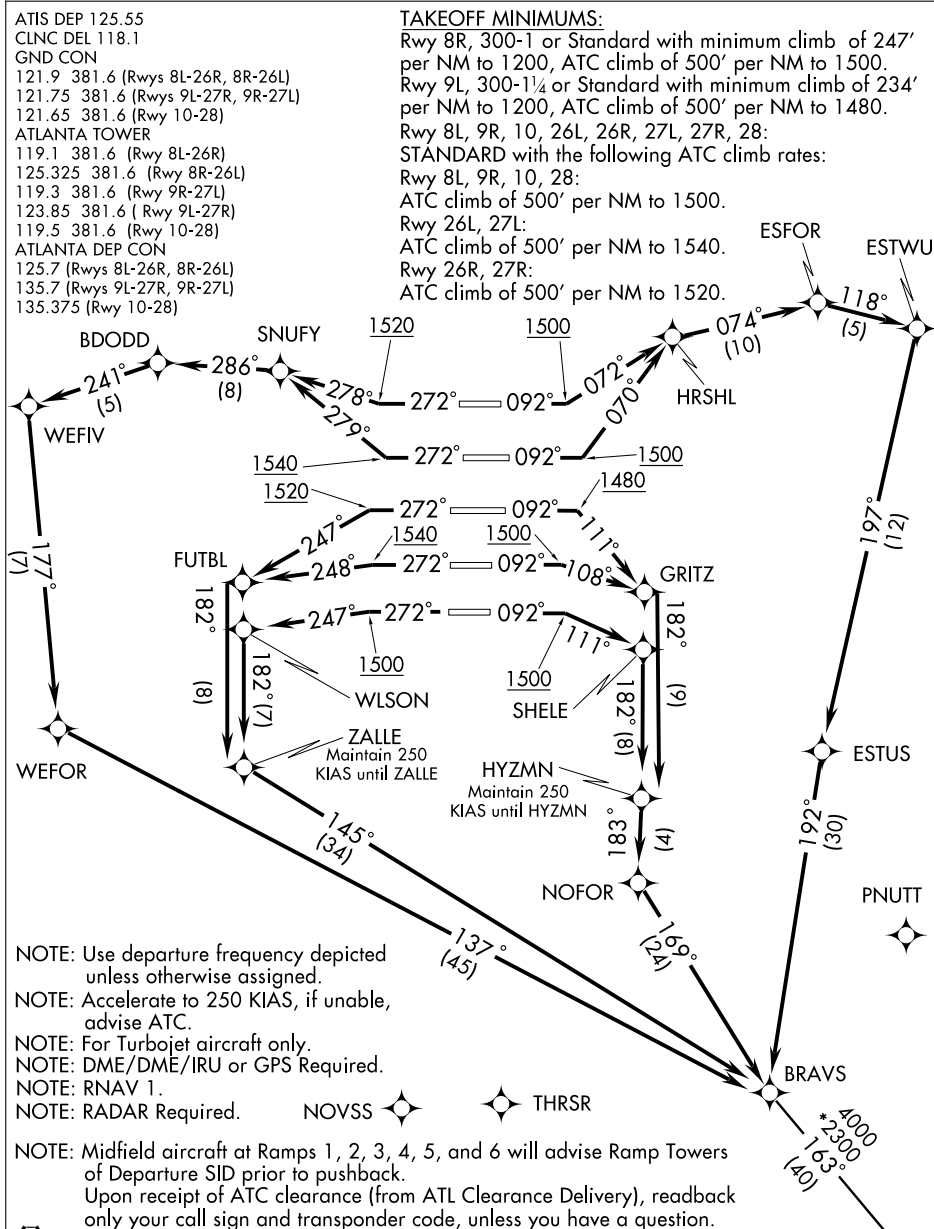 ATIS DEP 125.55
CLNC DEL 118.1
GND CON
121.9 381.6 (Rwys 8L-26R, 8R-26L)
121.75 381.6 (Rwys 9L-27R, 9R-27L)
121.65 381.6 (Rwy 10-28)
ATLANTA TOWER
119.1 381.6 (Rwy 8L-26R)
125.325 381.6 (Rwy 8R-26L)
119.3 381.6 (Rwy 9R-27L)
123.85 381.6 ( Rwy 9L-27R)
119.5 381.6 (Rwy 10-28)
ATLANTA DEP CON
125.7 (Rwys 8L-26R, 8R-26L)
135.7 (Rwys 9L-27R, 9R-27L)
135.375 (Rwy 10-28)
TAKEOFF MINIMUMS:
Rwy 8R, 300-1 or Standard with minimum climb of 247′
per NM to 1200, ATC climb of 500′ per NM to 1500.
Rwy 9L, 300-1¼ or Standard with minimum climb of 234′
per NM to 1200, ATC climb of 500′ per NM to 1480.
Rwy 8L, 9R, 10, 26L, 26R, 27L, 27R, 28:
STANDARD with the following ATC climb rates:
Rwy 8L, 9R, 10, 28:
ATC climb of 500′ per NM to 1500.
Rwy 26L, 27L:
ATC climb of 500′ per NM to 1540.
Rwy 26R, 27R:
ATC climb of 500′ per NM to 1520.
ESFOR
ESTWU
118°
(5)
074°
(10)
HRSHL
BDODD
SNUFY
1520
1500
241°
(5)
286°
(8)
278°
272°
092°
072°
WEFIV
279°
272°
092°
070°
1540
1500
1520
1480
247°
272°
092°
111°
1540
1500
FUTBL
248°
272°
092°
108°
GRITZ
197°
(12)
177°
(7)
182°
(8)
247°
272°
092°
111°
182°
(9)
1500
1500
WLSON
SHELE
182° (7)
182° (8)
ZALLE
Maintain 250
KIAS until ZALLE
HYZMN
Maintain 250
KIAS until HYZMN
WEFOR
ESTUS
145°
(34)
183°
(4)
192°
(30)
NOFOR
PNUTT
137°
(45)
169°
(24)
NOTE: Use departure frequency depicted
unless otherwise assigned.
NOTE: Accelerate to 250 KIAS, if unable,
advise ATC.
NOTE: For Turbojet aircraft only.
NOTE: DME/DME/IRU or GPS Required.
NOTE: RNAV 1.
NOTE: RADAR Required.
NOVSS
THRSR
BRAVS
4000
*2300
163°
(40)
NOTE: Midfield aircraft at Ramps 1, 2, 3, 4, 5, and 6 will advise Ramp Towers
of Departure SID prior to pushback.
Upon receipt of ATC clearance (from ATL Clearance Delivery), readback
only your call sign and transponder code, unless you have a question.